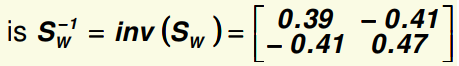 is S_W^{-1} = inv (S_W) = [ 0.39 − 0.41
− 0.41 0.47 ]